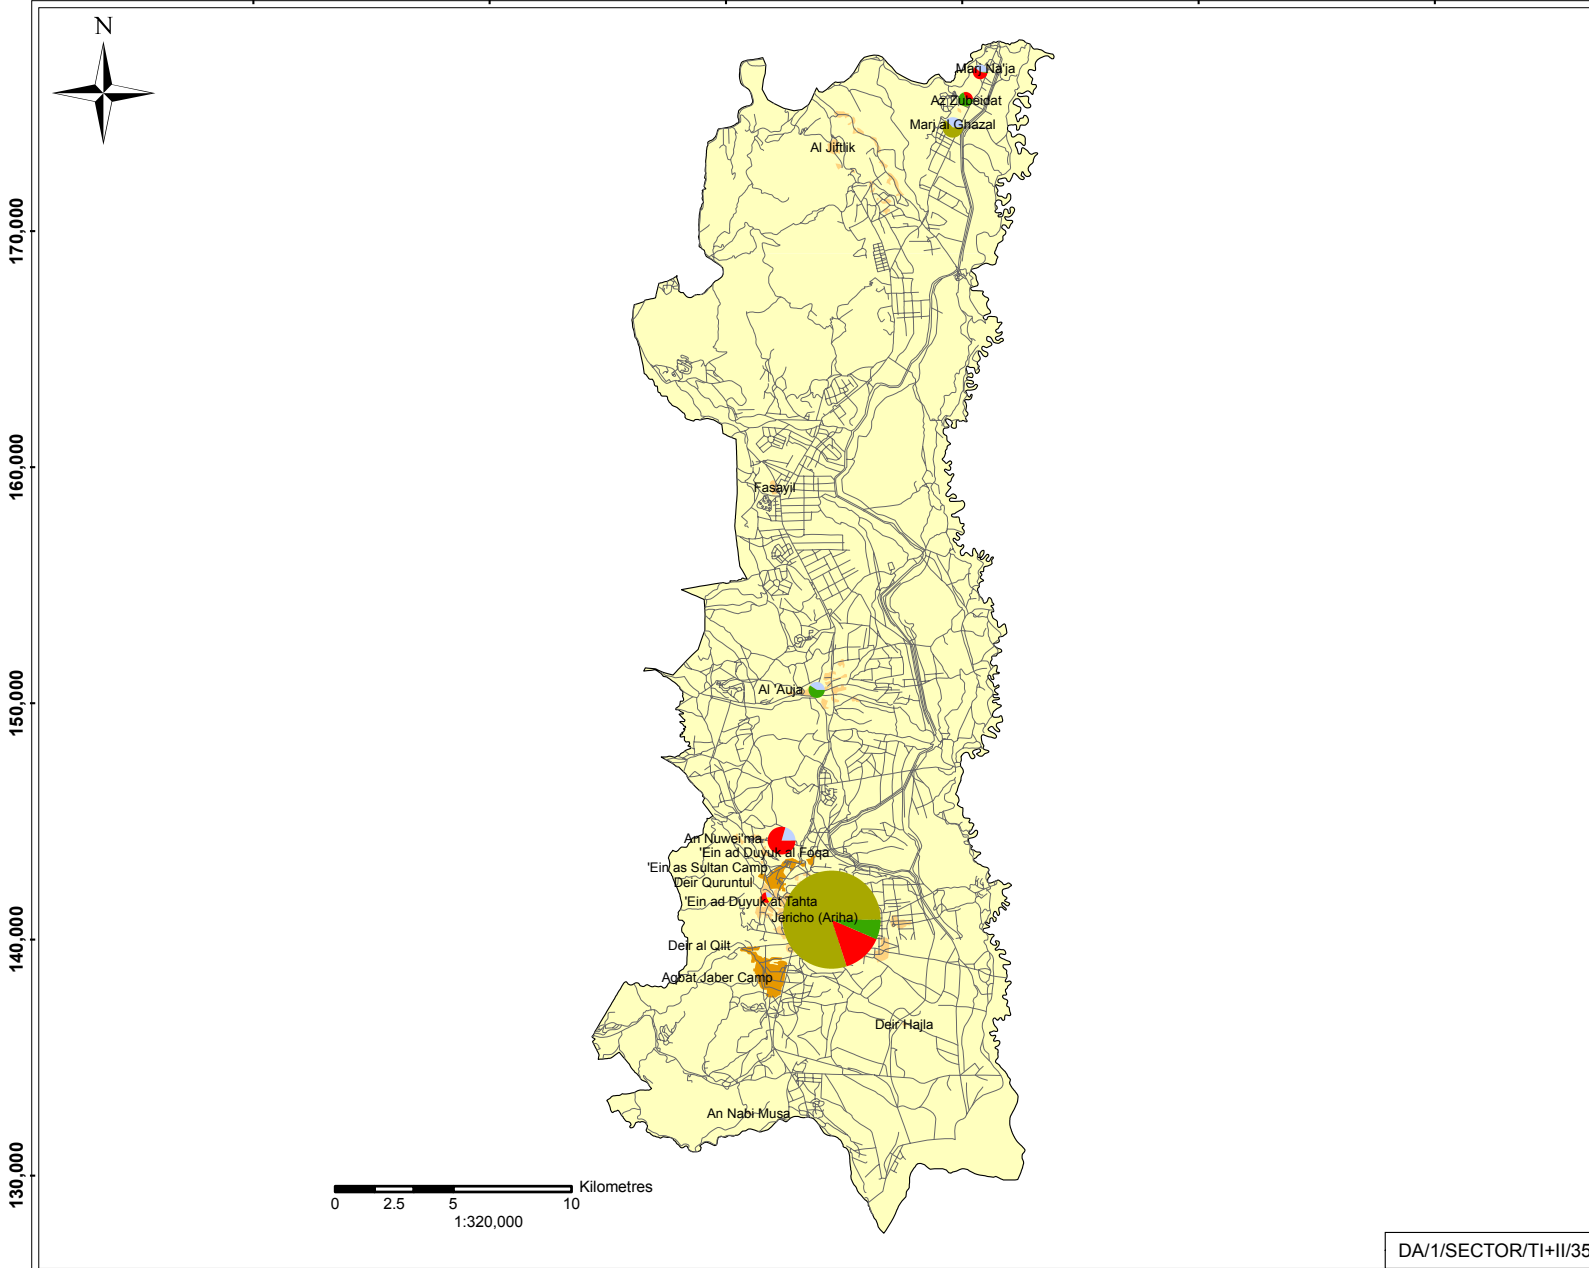 N
Marj Na'ja
Az Zubeidat
Marj al Ghazal
Al Jiftlik
170,000
160,000
Fasayil
150,000
Al 'Auja
An Nuwei'ma
'Ein ad Duyuk al Foqa
'Ein as Sultan Camp
Deir Quruntul
'Ein ad Duyuk at Tahta
Jericho (Ariha)
140,000
Deir al Qilt
Aqbat Jaber Camp
Deir Hajla
An Nabi Musa
130,000
Kilometres
0 2.5 5 10
1:320,000
DA/1/SECTOR/TI+II/35